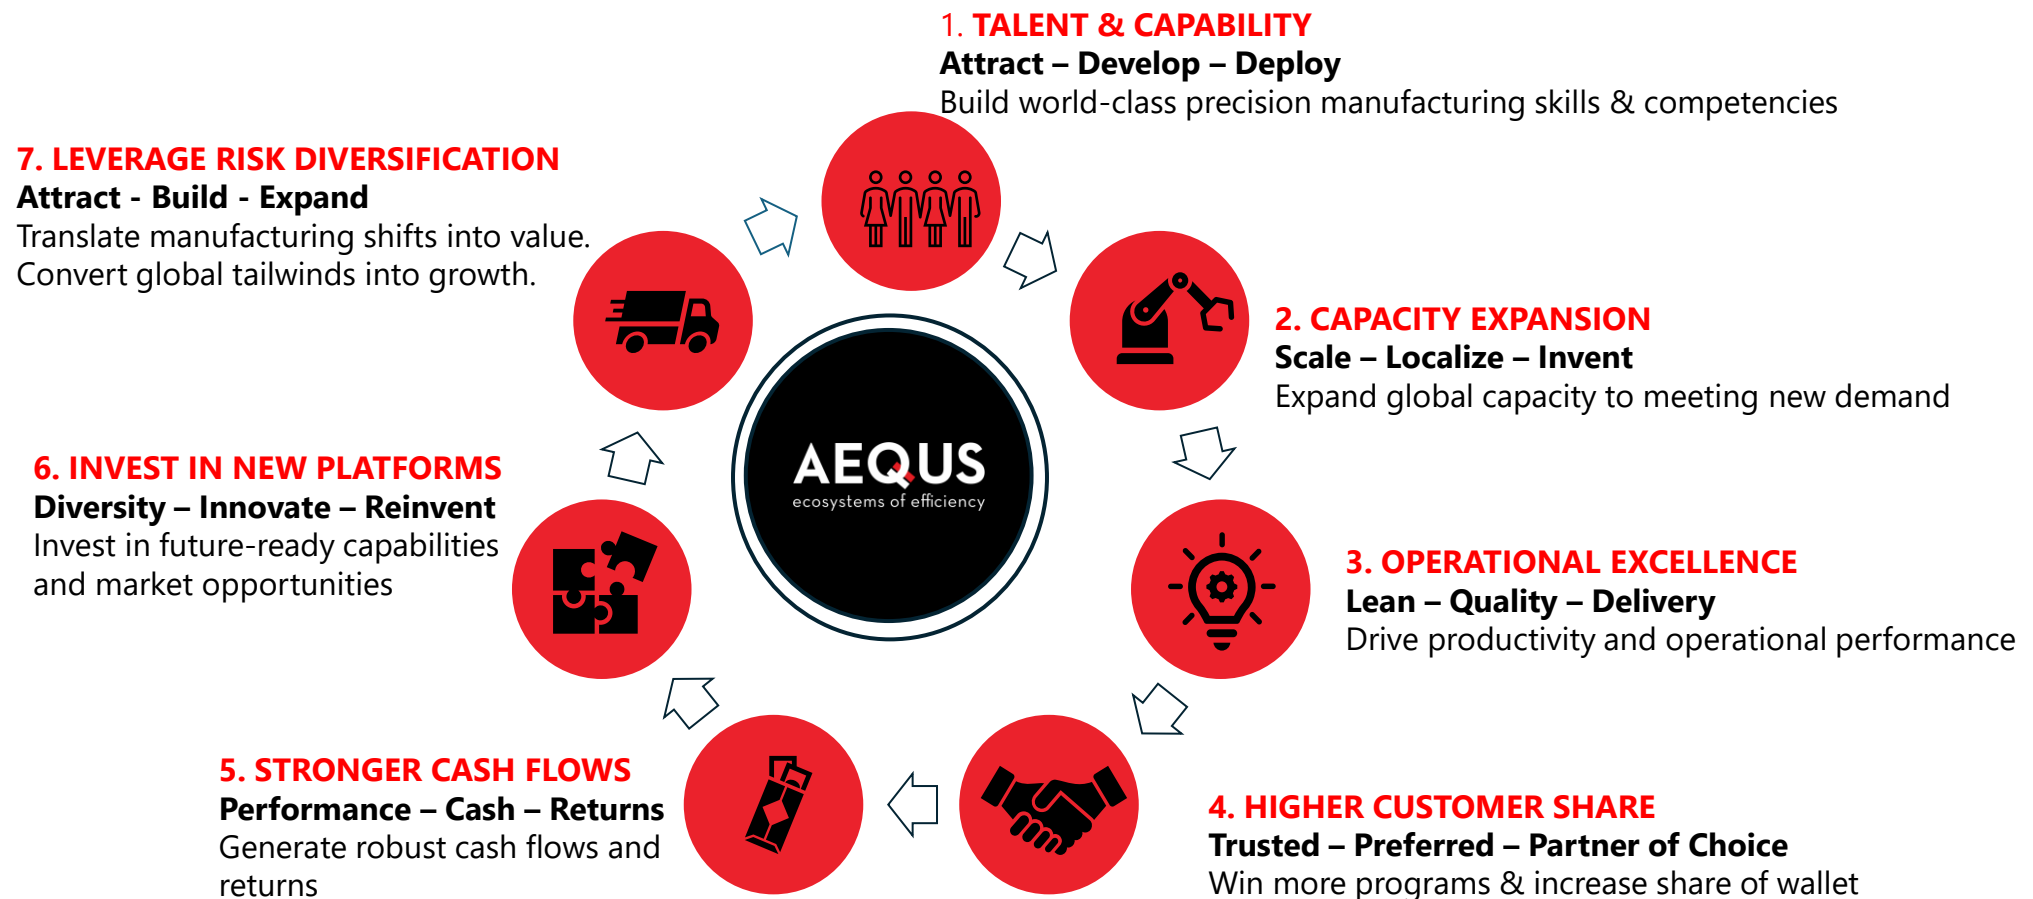 1. TALENT & CAPABILITY
Attract – Develop – Deploy
Build world-class precision manufacturing skills & competencies
7. LEVERAGE RISK DIVERSIFICATION
Attract - Build - Expand
Translate manufacturing shifts into value.
Convert global tailwinds into growth.
2. CAPACITY EXPANSION
Scale – Localize – Invent
Expand global capacity to meeting new demand
AEQUS
ecosystems of efficiency
6. INVEST IN NEW PLATFORMS
Diversity – Innovate – Reinvent
Invest in future-ready capabilities
and market opportunities
3. OPERATIONAL EXCELLENCE
Lean – Quality – Delivery
Drive productivity and operational performance
5. STRONGER CASH FLOWS
Performance – Cash – Returns
Generate robust cash flows and
returns
4. HIGHER CUSTOMER SHARE
Trusted – Preferred – Partner of Choice
Win more programs & increase share of wallet